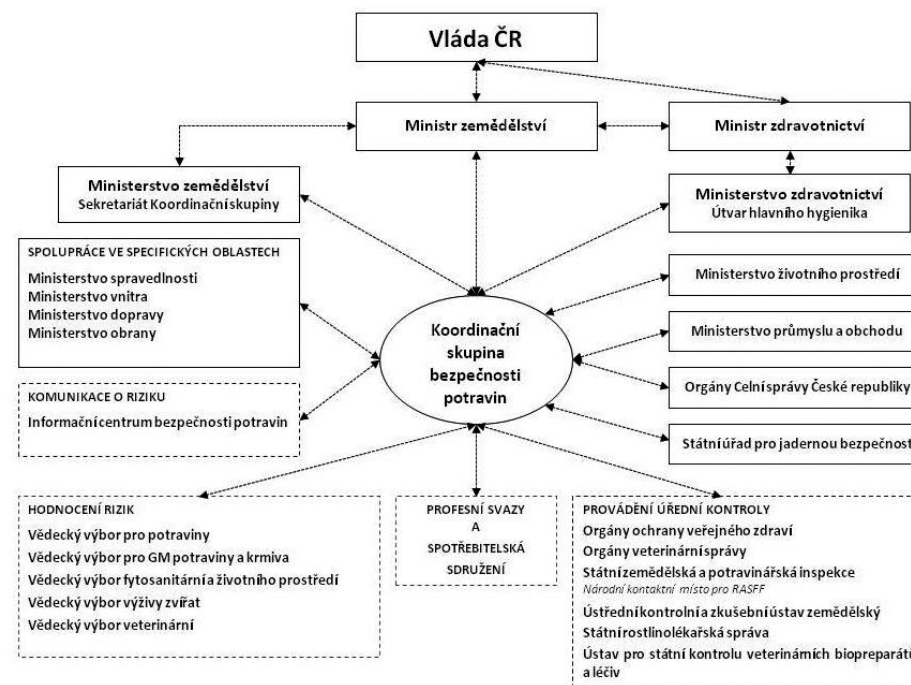 Vláda ČR
Ministr zemědělství
Ministr zdravotnictví
Ministerstvo zemědělství
Sekretariát Koordinační skupiny
Ministerstvo zdravotnictví
Útvar hlavního hygienika
SPOLUPRÁCE VE SPECIFICKÝCH OBLASTECH
Ministerstvo spravedlnosti
Ministerstvo vnitra
Ministerstvo dopravy
Ministerstvo obrany
Ministerstvo životního prostředí
Ministerstvo průmyslu a obchodu
Orgány Celní správy České republiky
Státní úřad pro jadernou bezpečnost
Koordinační
skupina
bezpečnosti
potravin
KOMUNIKACE O RIZIKU
Informační centrum bezpečnosti potravin
HODNOCENÍ RIZIK
Vědecký výbor pro potraviny
Vědecký výbor pro GM potraviny a krmiva
Vědecký výbor fytosanitární a životního prostředí
Vědecký výbor výživy zvířat
Vědecký výbor veterinární
PROFESNÍ SVAZY
A
SPOTŘEBITELSKÁ
SDRUŽENÍ
PROVÁDĚNÍ ÚŘEDNÍ KONTROLY
Orgány ochrany veřejného zdraví
Orgány veterinární správy
Státní zemědělská a potravinářská inspekce
Národní kontaktní místo pro RASFF
Ústřední kontrolní a zkušební ústav zemědělský
Státní rostlinolékařská správa
Ústav pro státní kontrolu veterinárních biopreparátů
a léčiv